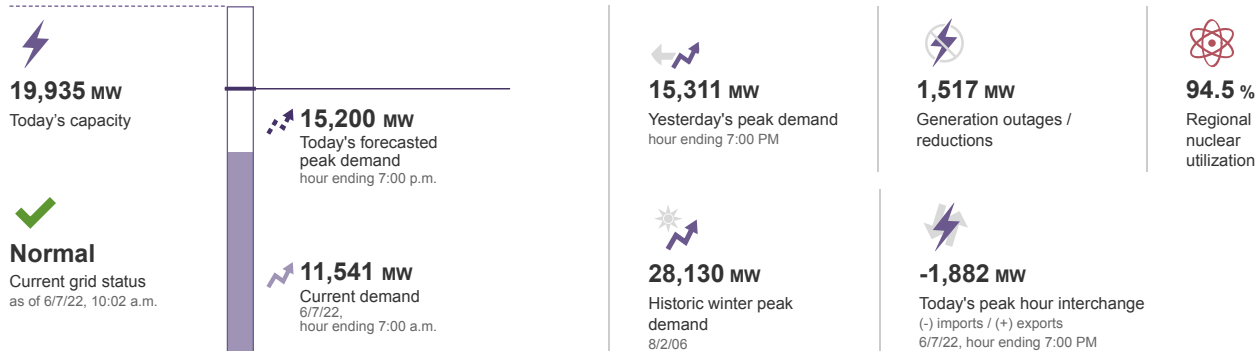 19,935 MW
Today's capacity
Normal
Current grid status
as of 6/7/22, 10:02 a.m.
15,200 MW
Today's forecasted
peak demand
hour ending 7:00 p.m.
11,541 MW
Current demand
6/7/22,
hour ending 7:00 a.m.
15,311 MW
Yesterday's peak demand
hour ending 7:00 PM
1,517 MW
Generation outages /
reductions
94.5 %
Regional
nuclear
utilization
28,130 MW
Historic winter peak
demand
8/2/06
-1,882 MW
Today's peak hour interchange
(-) imports / (+) exports
6/7/22, hour ending 7:00 PM